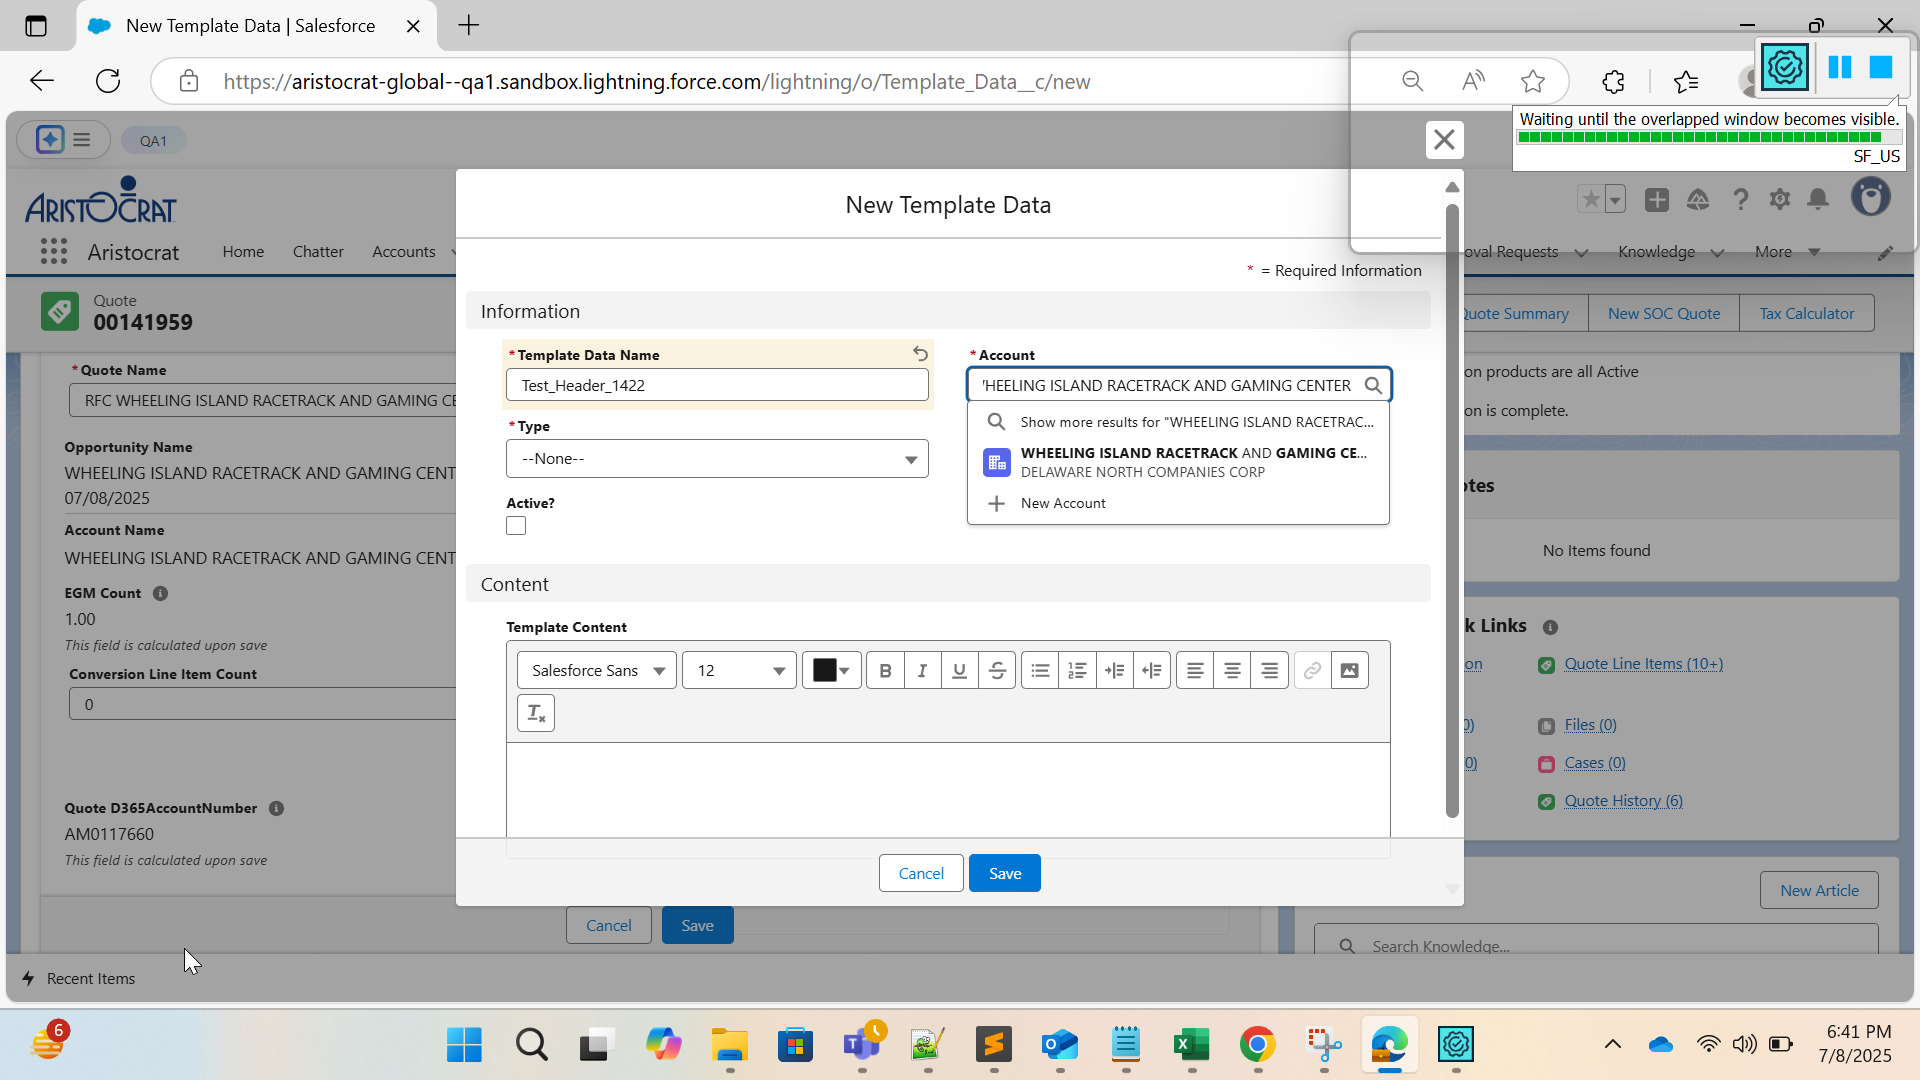 New Template Data | Salesforce
https://aristocrat-global--qa1.sandbox.lightning.force.com/lightning/o/Template_Data__c/new
Waiting until the overlapped window becomes visible.
SF_US
QA1
ARISTOCRAT
Aristocrat
Home
Chatter
Accounts
oval Requests
Knowledge
More
Quote
00141959
Quote Summary
New SOC Quote
Tax Calculator
New Template Data
* = Required Information
Information
* Template Data Name
Test_Header_1422
* Account
HEELING ISLAND RACETRACK AND GAMING CENTER
Show more results for "WHEELING ISLAND RACETRAC...
WHEELING ISLAND RACETRACK AND GAMING CE...
DELAWARE NORTH COMPANIES CORP
New Account
* Type
--None--
Active?
Content
Template Content
Salesforce Sans
12
B
I
U
S
Cancel
Save
* Quote Name
RFC WHEELING ISLAND RACETRACK AND GAMING CE
Opportunity Name
WHEELING ISLAND RACETRACK AND GAMING CENT
07/08/2025
Account Name
WHEELING ISLAND RACETRACK AND GAMING CENT
EGM Count
1.00
This field is calculated upon save
Conversion Line Item Count
0
Quote D365AccountNumber
AM0117660
This field is calculated upon save
Cancel
Save
on products are all Active
on is complete.
otes
No Items found
k Links
on
Quote Line Items (10+)
0)
Files (0)
0)
Cases (0)
Quote History (6)
New Article
Search Knowledge...
Recent Items
6
6:41 PM
7/8/2025